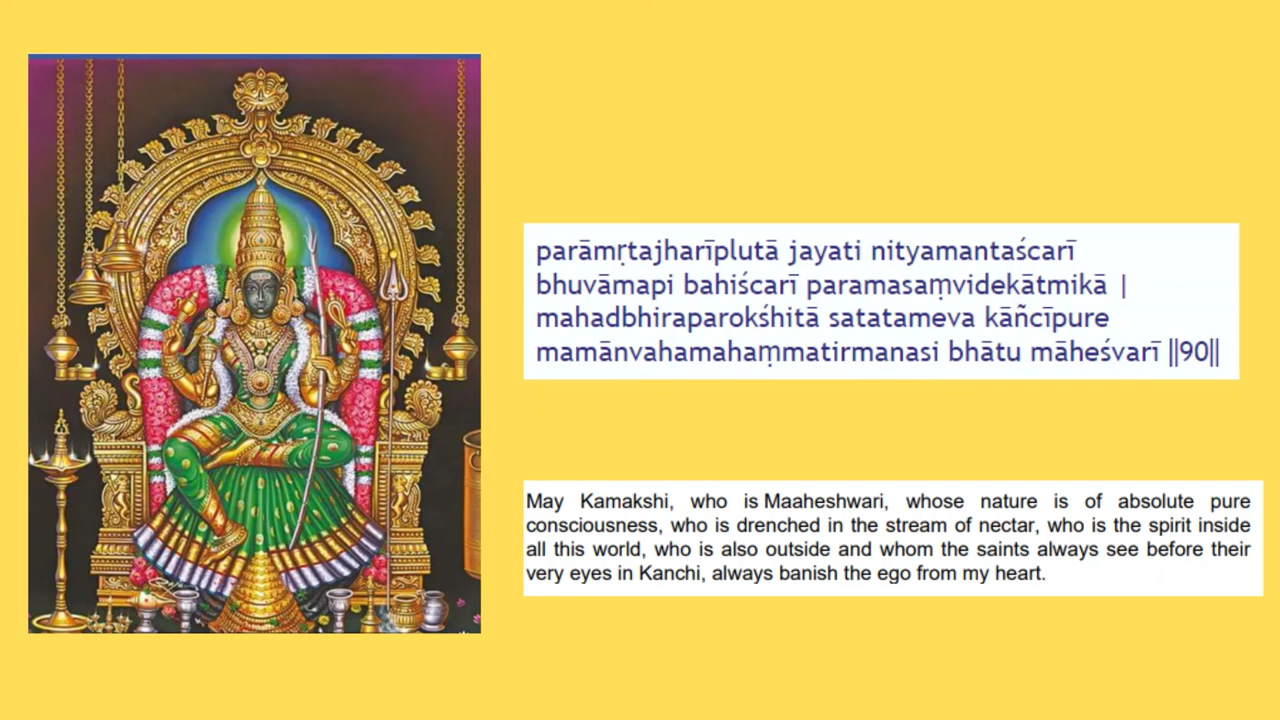 parāmṛtajharīplutā jayati nityamantaścarī
bhuvāmapi bahiścarī paramasaṃvidekātmikā |
mahadbhiraparokśhitā satatameva kāñcīpure
mamānvahamahaṃmatirmanasi bhātu māheśvarī ||90||
May Kamakshi, who is Maaheshwari, whose nature is of absolute pure
consciousness, who is drenched in the stream of nectar, who is the spirit inside
all this world, who is also outside and whom the saints always see before their
very eyes in Kanchi, always banish the ego from my heart.